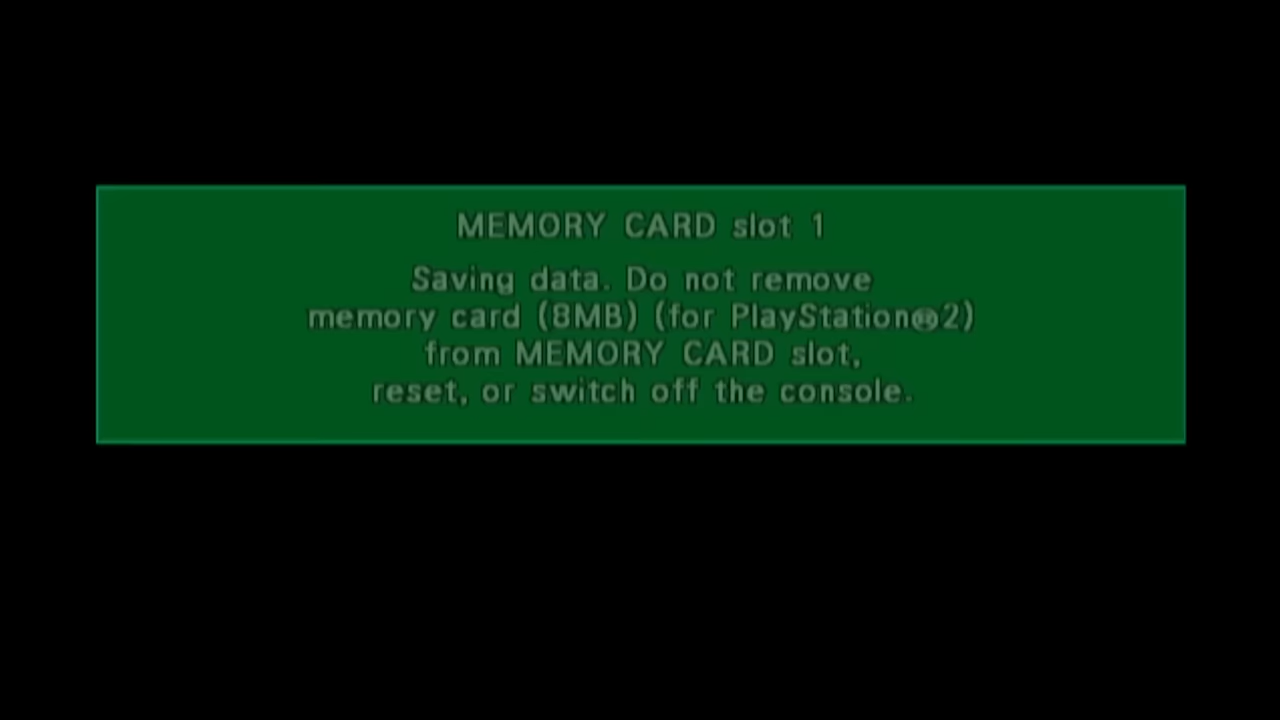 MEMORY CARD slot 1
Saving data. Do not remove
memory card (8MB) (for PlayStation®2)
from MEMORY CARD slot,
reset, or switch off the console.